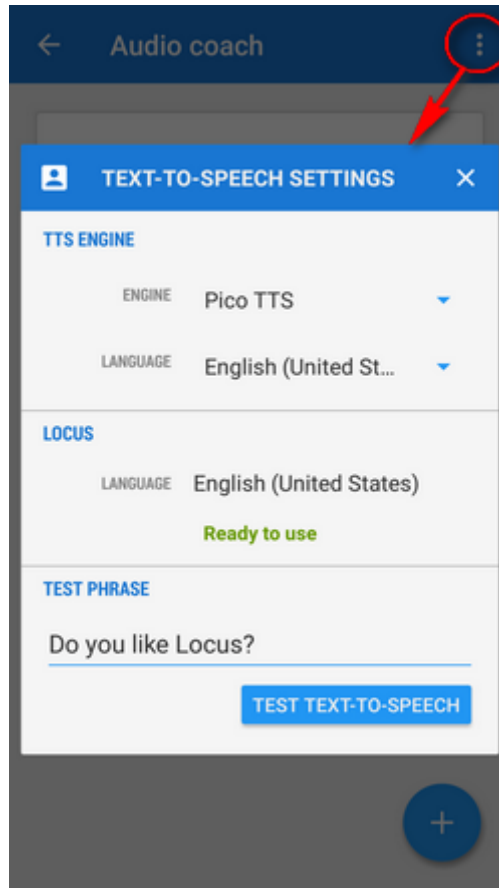 Audio coach
TEXT-TO-SPEECH SETTINGS
TTS ENGINE
ENGINE Pico TTS
LANGUAGE English (United St...
LOCUS
LANGUAGE English (United States)
Ready to use
TEST PHRASE
Do you like Locus?
TEST TEXT-TO-SPEECH